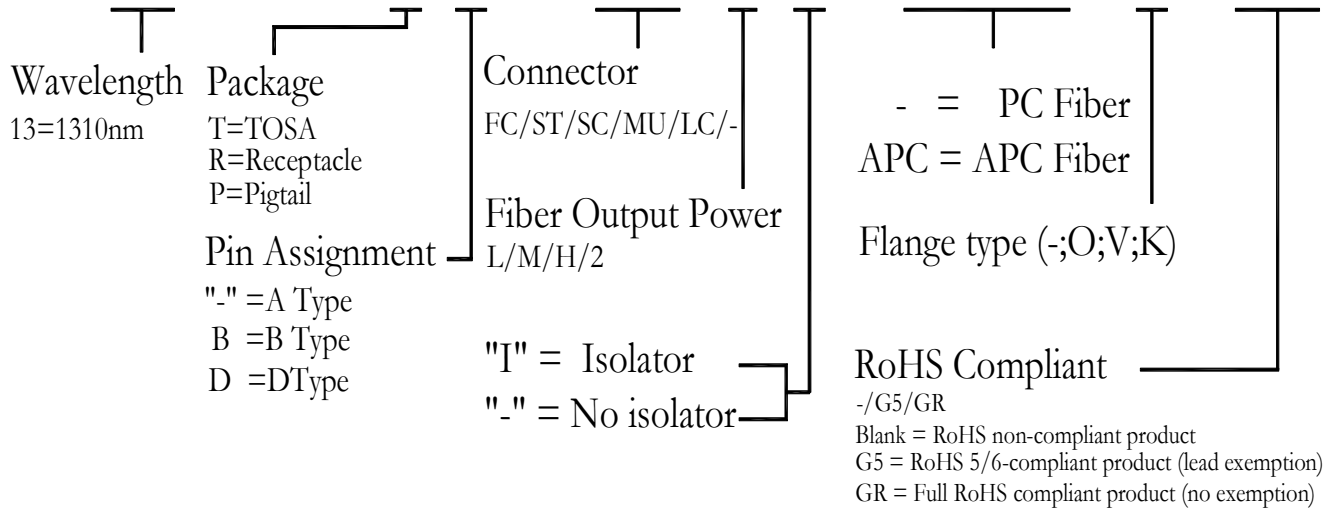 Wavelength
13=1310nm
Package
T=TOSA
R=Receptacle
P=Pigtail
Pin Assignment
"-" =A Type
B =B Type
D =DType
Connector
FC/ST/SC/MU/LC/-
Fiber Output Power
L/M/H/2
"I" = Isolator
"-" = No isolator
- = PC Fiber
APC = APC Fiber
Flange type (-;O;V;K)
RoHS Compliant
-/G5/GR
Blank = RoHS non-compliant product
G5 = RoHS 5/6-compliant product (lead exemption)
GR = Full RoHS compliant product (no exemption)